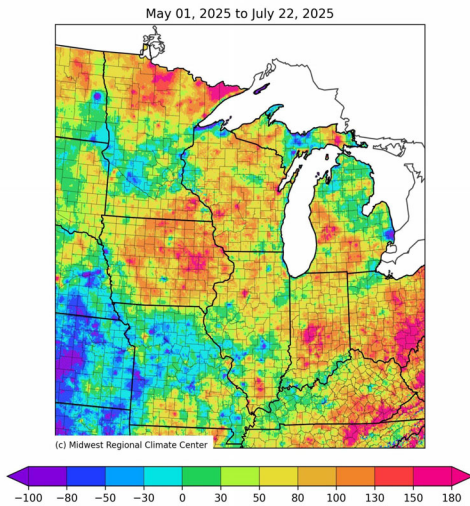 May 01, 2025 to July 22, 2025
(c) Midwest Regional Climate Center
−100 −80 −50 −30 0 30 50 80 100 130 150 180